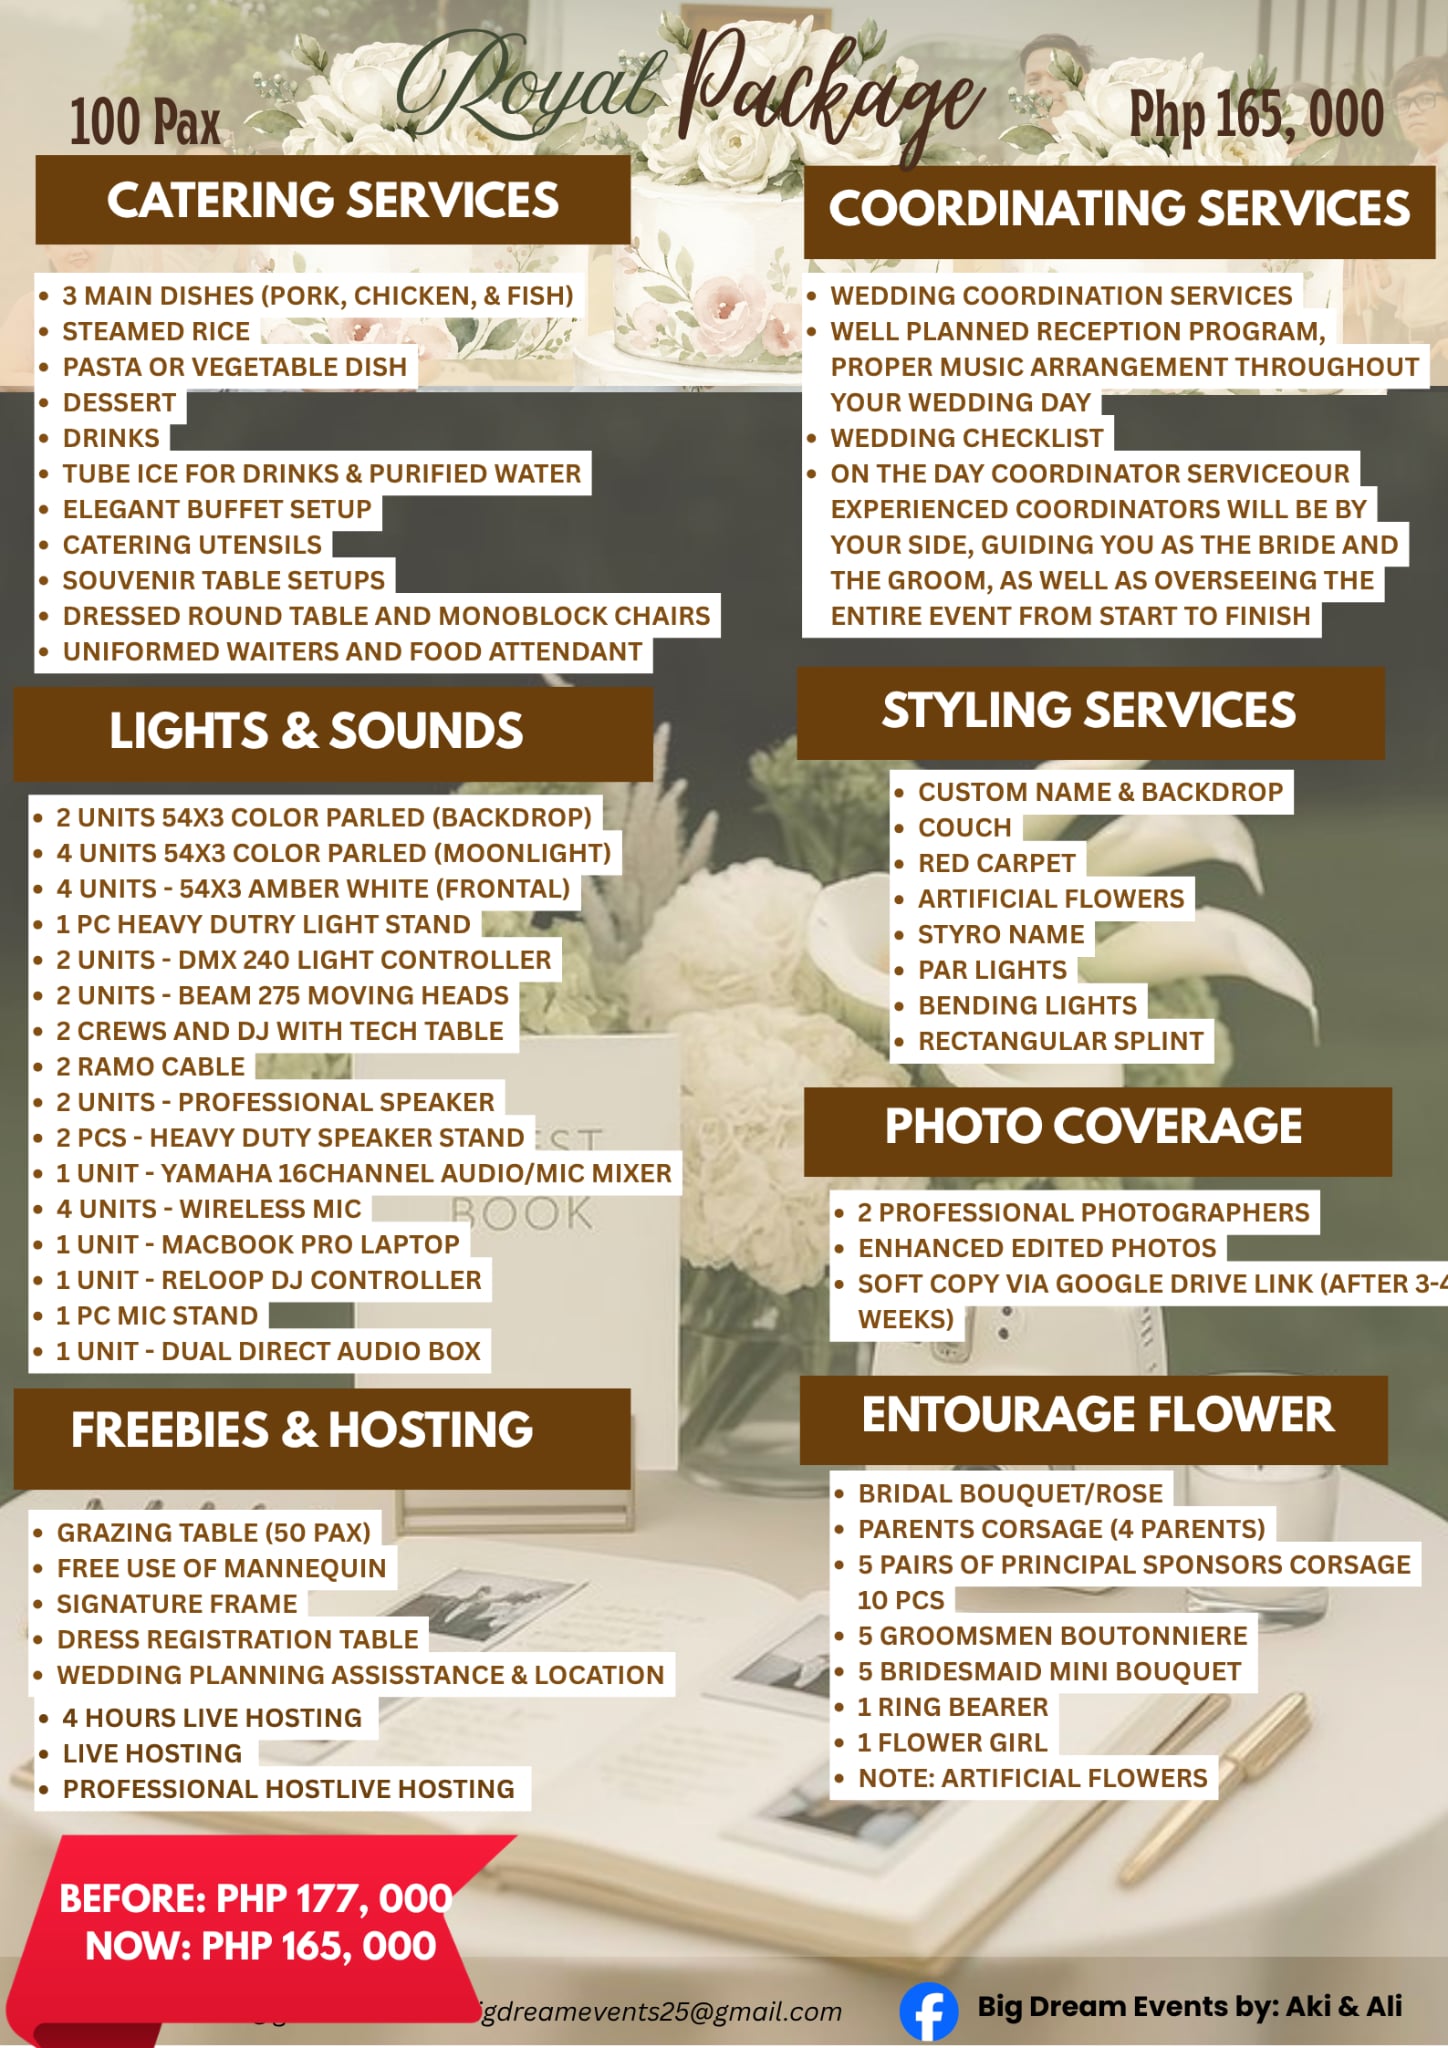 Royal Package
100 Pax
Php 165, 000
CATERING SERVICES
• 3 MAIN DISHES (PORK, CHICKEN, & FISH)
• STEAMED RICE
• PASTA OR VEGETABLE DISH
• DESSERT
• DRINKS
• TUBE ICE FOR DRINKS & PURIFIED WATER
• ELEGANT BUFFET SETUP
• CATERING UTENSILS
• SOUVENIR TABLE SETUPS
• DRESSED ROUND TABLE AND MONOBLOCK CHAIRS
• UNIFORMED WAITERS AND FOOD ATTENDANT
LIGHTS & SOUNDS
• 2 UNITS 54X3 COLOR PARLED (BACKDROP)
• 4 UNITS 54X3 COLOR PARLED (MOONLIGHT)
• 4 UNITS - 54X3 AMBER WHITE (FRONTAL)
• 1 PC HEAVY DUTRY LIGHT STAND
• 2 UNITS - DMX 240 LIGHT CONTROLLER
• 2 UNITS - BEAM 275 MOVING HEADS
• 2 CREWS AND DJ WITH TECH TABLE
• 2 RAMO CABLE
• 2 UNITS - PROFESSIONAL SPEAKER
• 2 PCS - HEAVY DUTY SPEAKER STAND
• 1 UNIT - YAMAHA 16CHANNEL AUDIO/MIC MIXER
• 4 UNITS - WIRELESS MIC
• 1 UNIT - MACBOOK PRO LAPTOP
• 1 UNIT - RELOOP DJ CONTROLLER
• 1 PC MIC STAND
• 1 UNIT - DUAL DIRECT AUDIO BOX
BOOK
FREEBIES & HOSTING
• GRAZING TABLE (50 PAX)
• FREE USE OF MANNEQUIN
• SIGNATURE FRAME
• DRESS REGISTRATION TABLE
• WEDDING PLANNING ASSISSTANCE & LOCATION
• 4 HOURS LIVE HOSTING
• LIVE HOSTING
• PROFESSIONAL HOSTLIVE HOSTING
COORDINATING SERVICES
• WEDDING COORDINATION SERVICES
• WELL PLANNED RECEPTION PROGRAM,
PROPER MUSIC ARRANGEMENT THROUGHOUT
YOUR WEDDING DAY
• WEDDING CHECKLIST
• ON THE DAY COORDINATOR SERVICEOUR
EXPERIENCED COORDINATORS WILL BE BY
YOUR SIDE, GUIDING YOU AS THE BRIDE AND
THE GROOM, AS WELL AS OVERSEEING THE
ENTIRE EVENT FROM START TO FINISH
STYLING SERVICES
• CUSTOM NAME & BACKDROP
• COUCH
• RED CARPET
• ARTIFICIAL FLOWERS
• STYRO NAME
• PAR LIGHTS
• BENDING LIGHTS
• RECTANGULAR SPLINT
PHOTO COVERAGE
• 2 PROFESSIONAL PHOTOGRAPHERS
• ENHANCED EDITED PHOTOS
• SOFT COPY VIA GOOGLE DRIVE LINK (AFTER 3-4
WEEKS)
ENTOURAGE FLOWER
• BRIDAL BOUQUET/ROSE
• PARENTS CORSAGE (4 PARENTS)
• 5 PAIRS OF PRINCIPAL SPONSORS CORSAGE
10 PCS
• 5 GROOMSMEN BOUTONNIERE
• 5 BRIDESMAID MINI BOUQUET
• 1 RING BEARER
• 1 FLOWER GIRL
• NOTE: ARTIFICIAL FLOWERS
BEFORE: PHP 177, 000
NOW: PHP 165, 000
igdreamevents25@gmail.com
Big Dream Events by: Aki & Ali